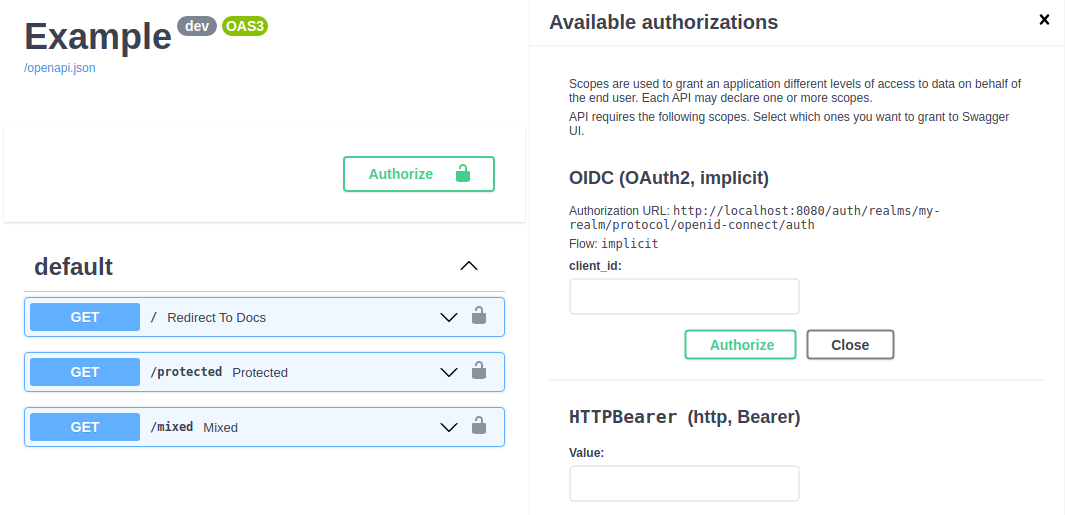 Example dev OAS3
/openapi.json
Authorize
default
GET / Redirect To Docs
GET /protected Protected
GET /mixed Mixed
Available authorizations
Scopes are used to grant an application different levels of access to data on behalf of
the end user. Each API may declare one or more scopes.
API requires the following scopes. Select which ones you want to grant to Swagger
UI.
OIDC (OAuth2, implicit)
Authorization URL: http://localhost:8080/auth/realms/my-
realm/protocol/openid-connect/auth
Flow: implicit
client_id:
Authorize Close
HTTPBearer (http, Bearer)
Value: